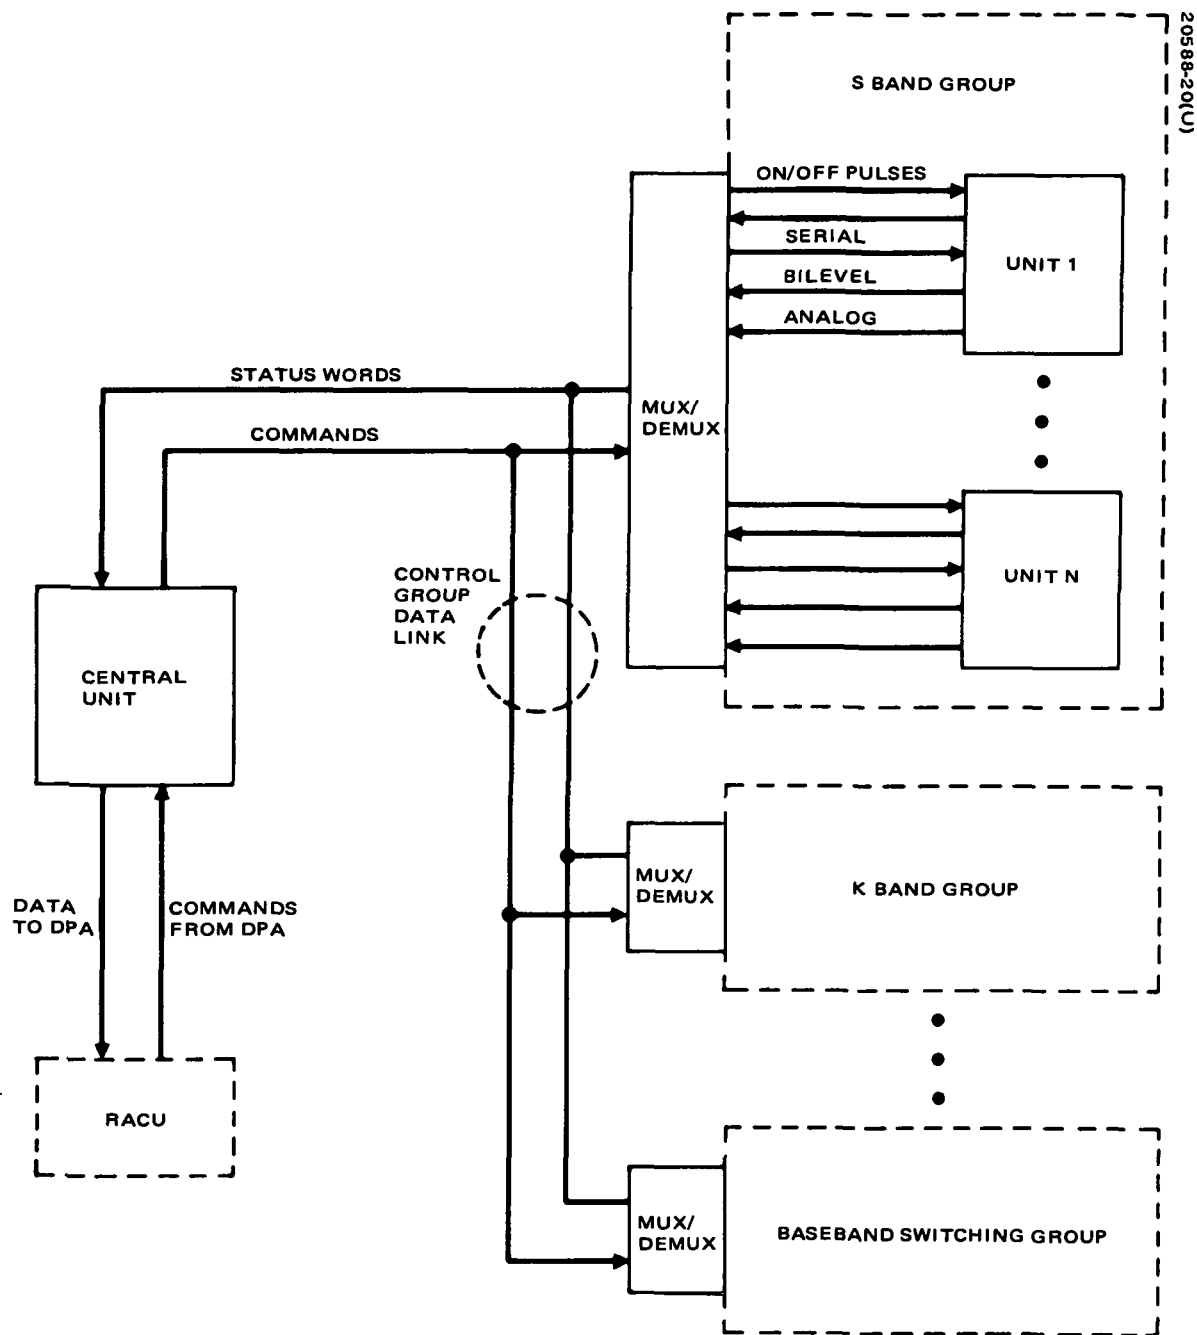 20588-20(U)
S BAND GROUP
ON/OFF PULSES
SERIAL
BILEVEL
ANALOG
UNIT 1
STATUS WORDS
COMMANDS
MUX/
DEMUX
UNIT N
CONTROL
GROUP
DATA
LINK
CENTRAL
UNIT
DATA
TO DPA
COMMANDS
FROM DPA
MUX/
DEMUX
K BAND GROUP
RACU
MUX/
DEMUX
BASEBAND SWITCHING GROUP